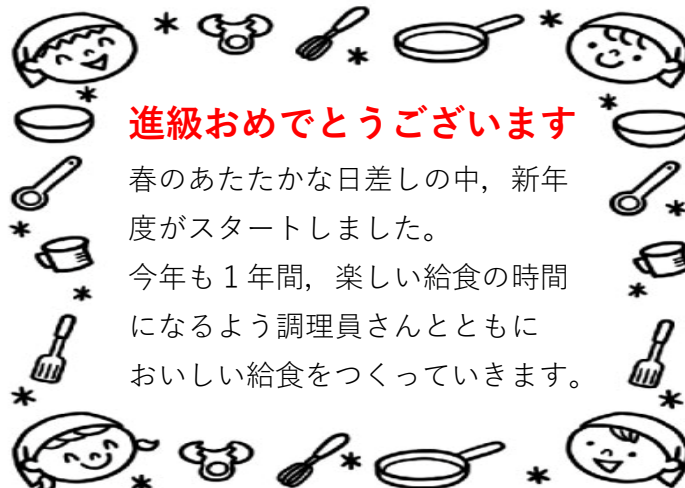 進級おめでとうございます
春のあたたかな日差しの中，新年
度がスタートしました。
今年も１年間，楽しい給食の時間
になるよう調理員さんとともに
おいしい給食をつくっていきます。